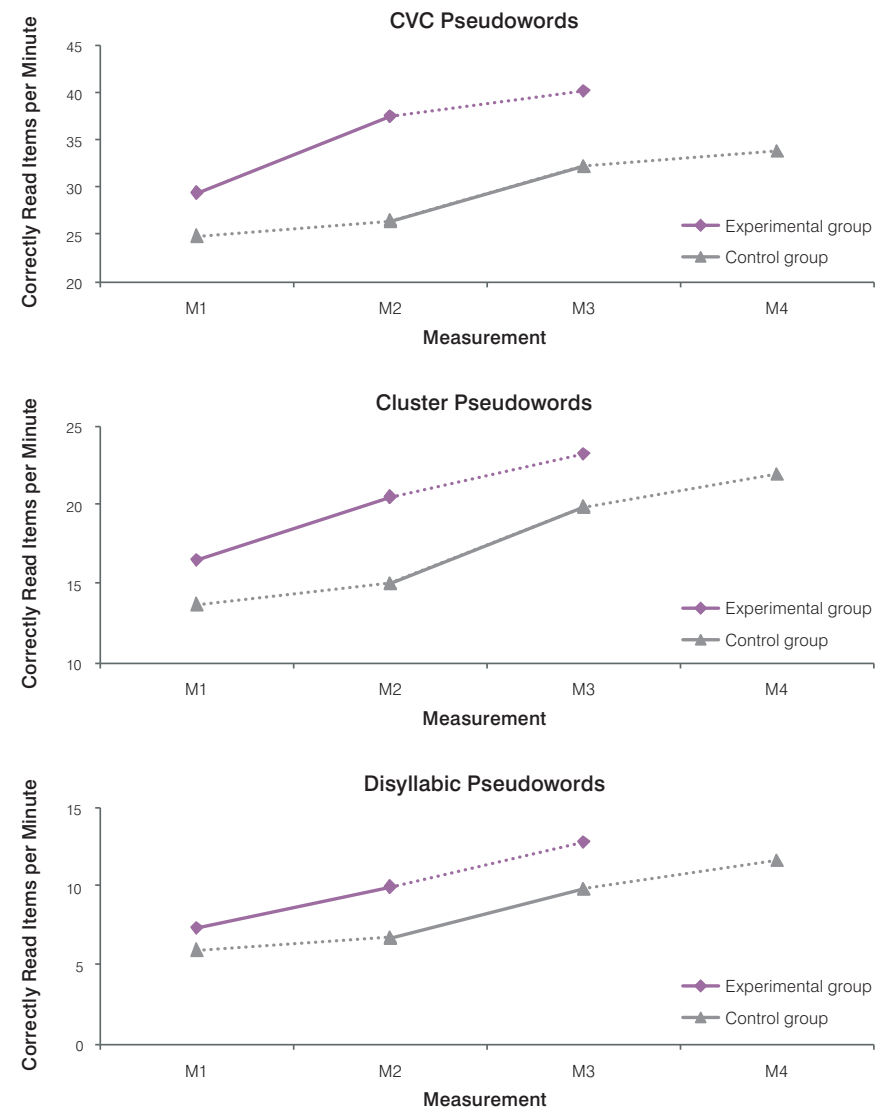 CVC Pseudowords
Correctly Read Items per Minute
45
40
35
30
25
20
Experimental group
Control group
M1 M2 M3 M4
Measurement
Cluster Pseudowords
Correctly Read Items per Minute
25
20
15
10
Experimental group
Control group
M1 M2 M3 M4
Measurement
Disyllabic Pseudowords
Correctly Read Items per Minute
15
10
5
0
Experimental group
Control group
M1 M2 M3 M4
Measurement